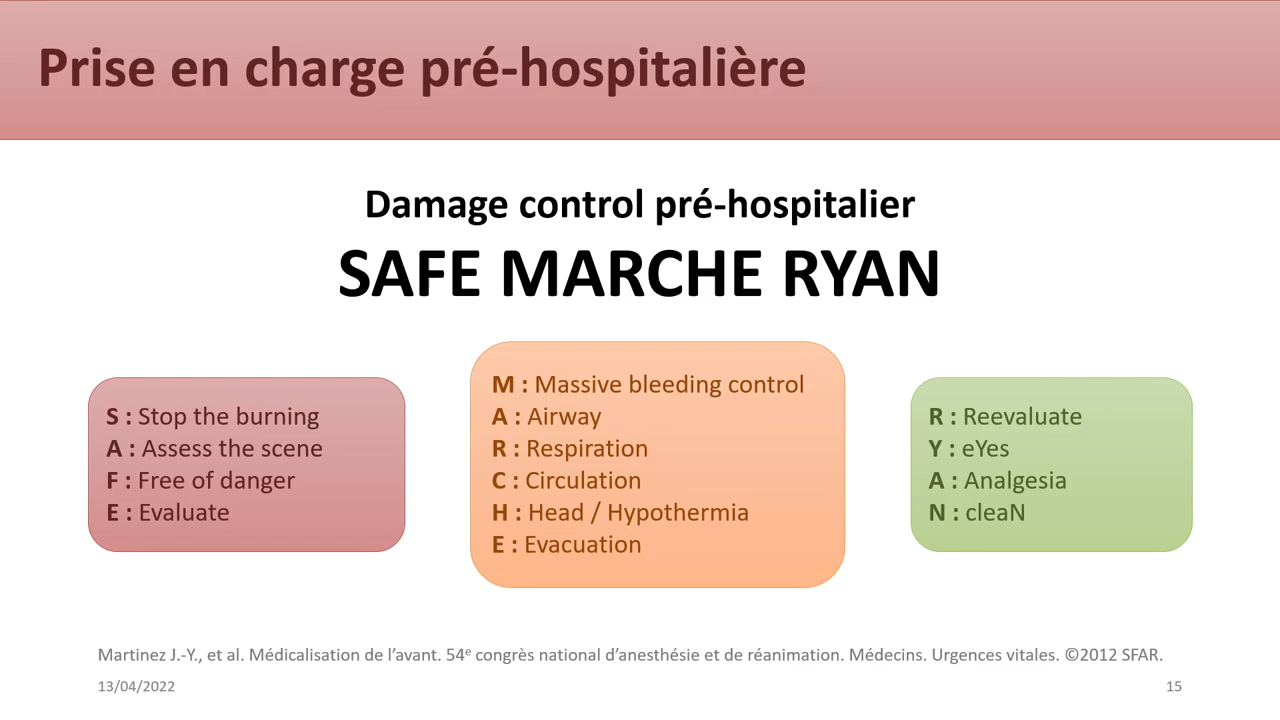 Prise en charge pré-hospitalière
Damage control pré-hospitalier
SAFE MARCHE RYAN
S : Stop the burning
A : Assess the scene
F : Free of danger
E : Evaluate
M : Massive bleeding control
A : Airway
R : Respiration
C : Circulation
H : Head / Hypothermia
E : Evacuation
R : Reevaluate
Y : eYes
A : Analgesia
N : cleaN
Martinez J.-Y., et al. Médicalisation de l’avant. 54e congrès national d’anesthésie et de réanimation. Médecins. Urgences vitales. ©2012 SFAR.
13/04/2022
15